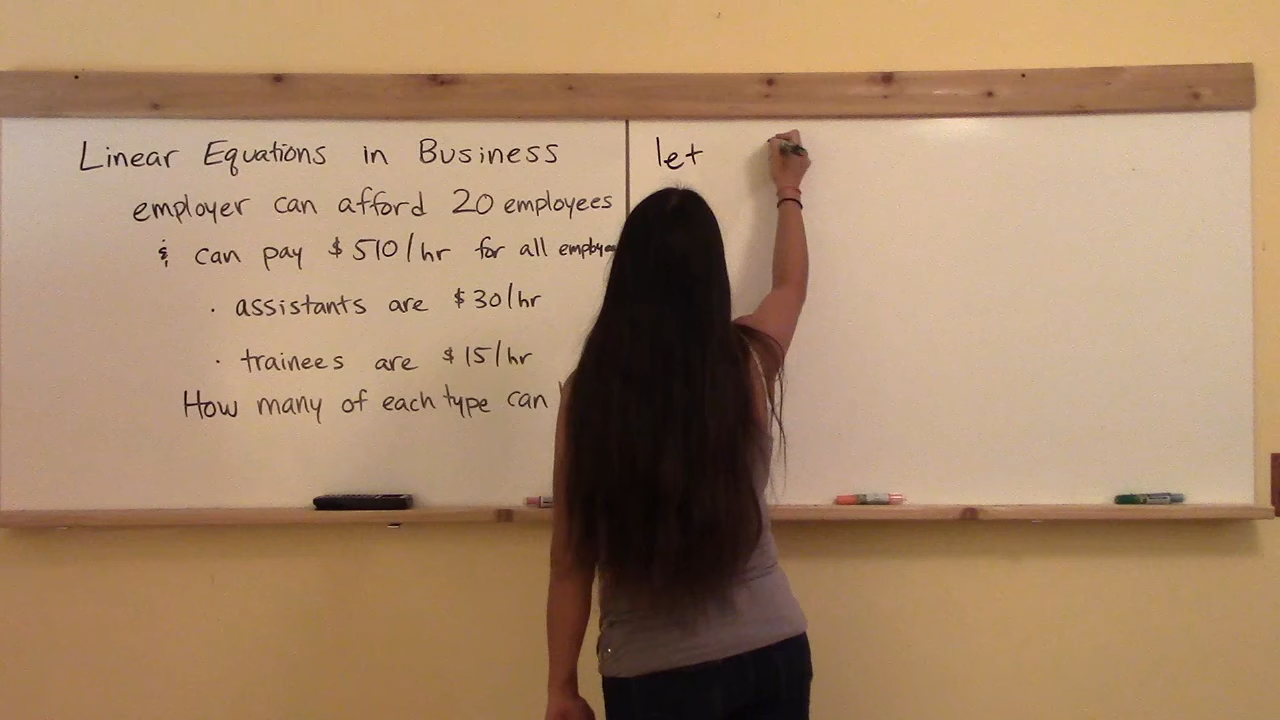 Linear Equations in Business
employer can afford 20 employees
& can pay $510/hr for all
· assistants are $30/hr
· trainees are $15/hr
How many of each type can
let